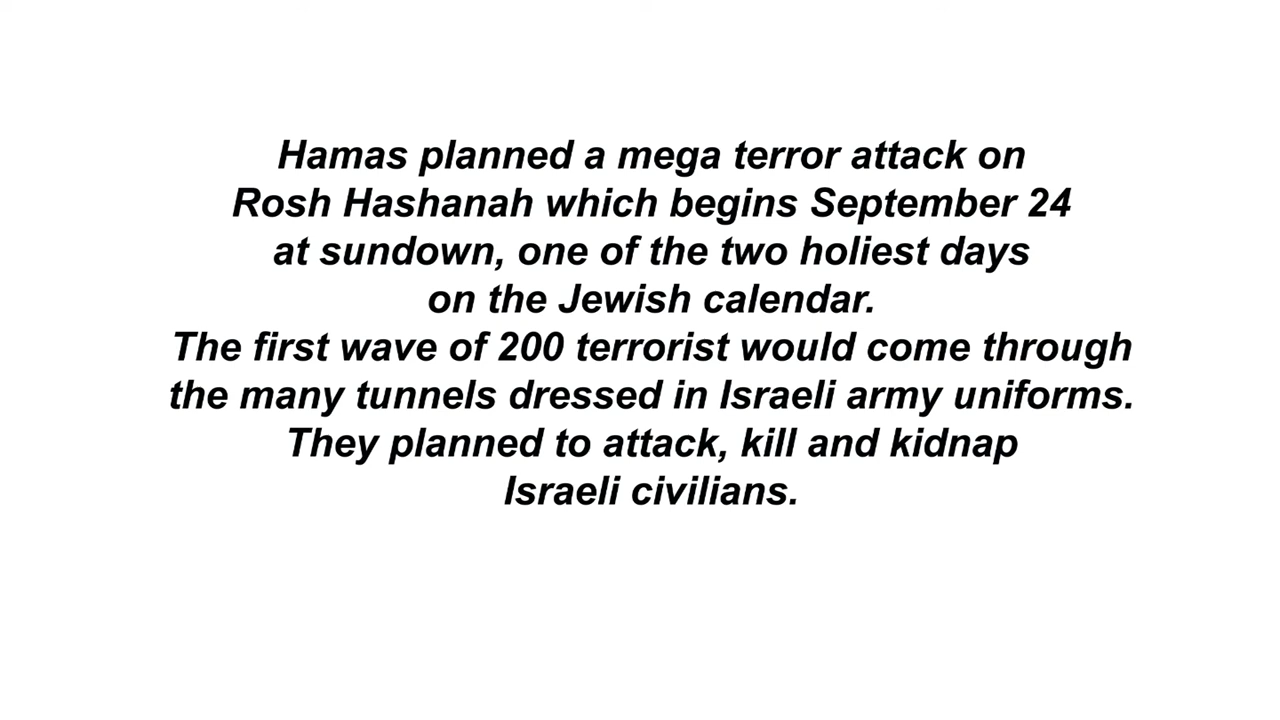 Hamas planned a mega terror attack on
Rosh Hashanah which begins September 24
at sundown, one of the two holiest days
on the Jewish calendar.
The first wave of 200 terrorist would come through
the many tunnels dressed in Israeli army uniforms.
They planned to attack, kill and kidnap
Israeli civilians.